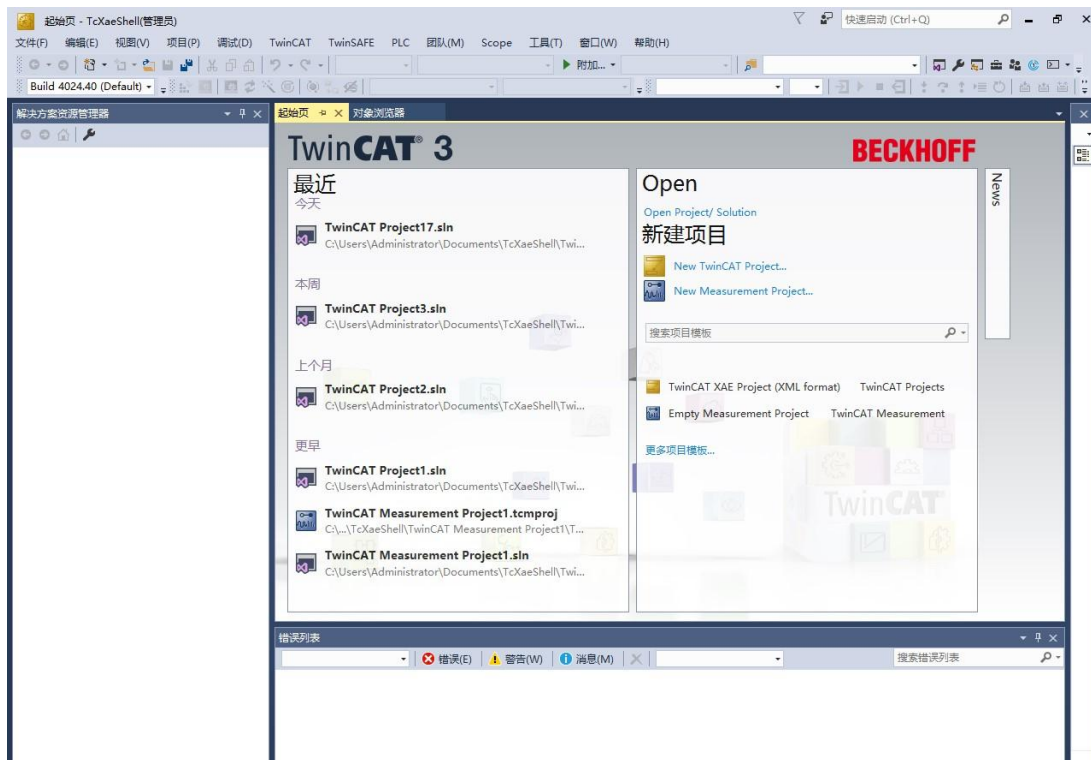 起始页 - TcXaeShell(管理员)
快速启动 (Ctrl+Q)
文件(F) 编辑(E) 视图(V) 项目(P) 调试(D) TwinCAT TwinSAFE PLC 团队(M) Scope 工具(T) 窗口(W) 帮助(H)
附加...
Build 4024.40 (Default)
解决方案资源管理器
起始页 对象浏览器
TwinCAT® 3
BECKHOFF
最近
今天
TwinCAT Project17.sln
C:\Users\Administrator\Documents\TcXaeShell\Twi...
本周
TwinCAT Project3.sln
C:\Users\Administrator\Documents\TcXaeShell\Twi...
上个月
TwinCAT Project2.sln
C:\Users\Administrator\Documents\TcXaeShell\Twi...
更早
TwinCAT Project1.sln
C:\Users\Administrator\Documents\TcXaeShell\Twi...
TwinCAT Measurement Project1.tcmproj
C:\...\TcXaeShell\TwinCAT Measurement Project1\T...
TwinCAT Measurement Project1.sln
C:\Users\Administrator\Documents\TcXaeShell\Twi...
Open
Open Project/ Solution
新建项目
New TwinCAT Project...
New Measurement Project...
搜索项目模板
TwinCAT XAE Project (XML format) TwinCAT Projects
Empty Measurement Project TwinCAT Measurement
更多项目模板...
TwinCAT
News
错误列表
错误(E) 警告(W) 消息(M)
搜索错误列表